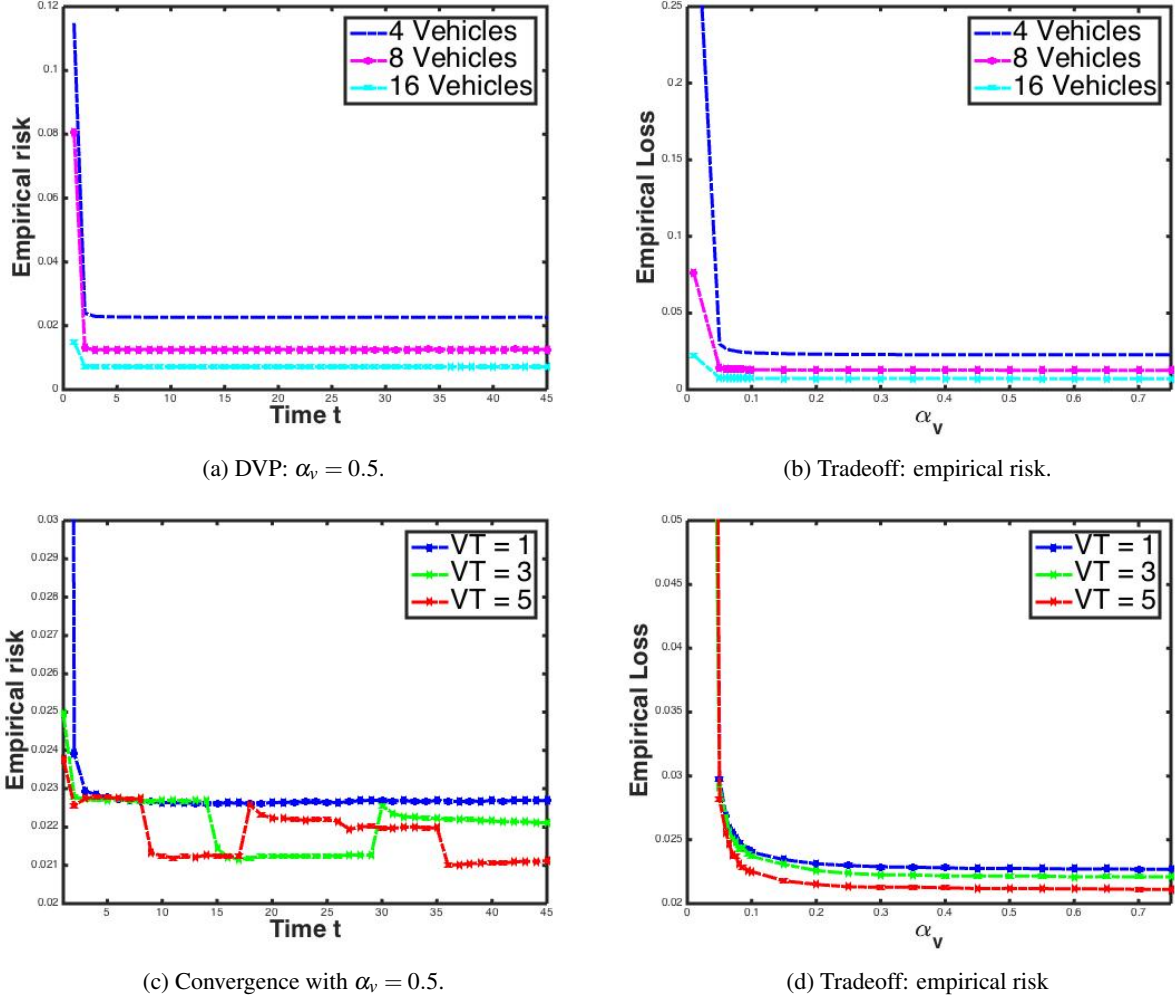 0.12
0.1
0.08
0.06
0.04
0.02
0
Empirical risk
0 5 10 15 20 25 30 35 40 45
Time t
4 Vehicles
8 Vehicles
16 Vehicles
(a) DVP: αᵥ = 0.5.
0.25
0.2
0.15
0.1
0.05
0
Empirical Loss
0 0.1 0.2 0.3 0.4 0.5 0.6 0.7
αᵥ
4 Vehicles
8 Vehicles
16 Vehicles
(b) Tradeoff: empirical risk.
0.03
0.029
0.028
0.027
0.026
0.025
0.024
0.023
0.022
0.021
0.02
Empirical risk
5 10 15 20 25 30 35 40 45
Time t
VT = 1
VT = 3
VT = 5
(c) Convergence with αᵥ = 0.5.
0.05
0.045
0.04
0.035
0.03
0.025
0.02
Empirical Loss
0 0.1 0.2 0.3 0.4 0.5 0.6 0.7
αᵥ
VT = 1
VT = 3
VT = 5
(d) Tradeoff: empirical risk